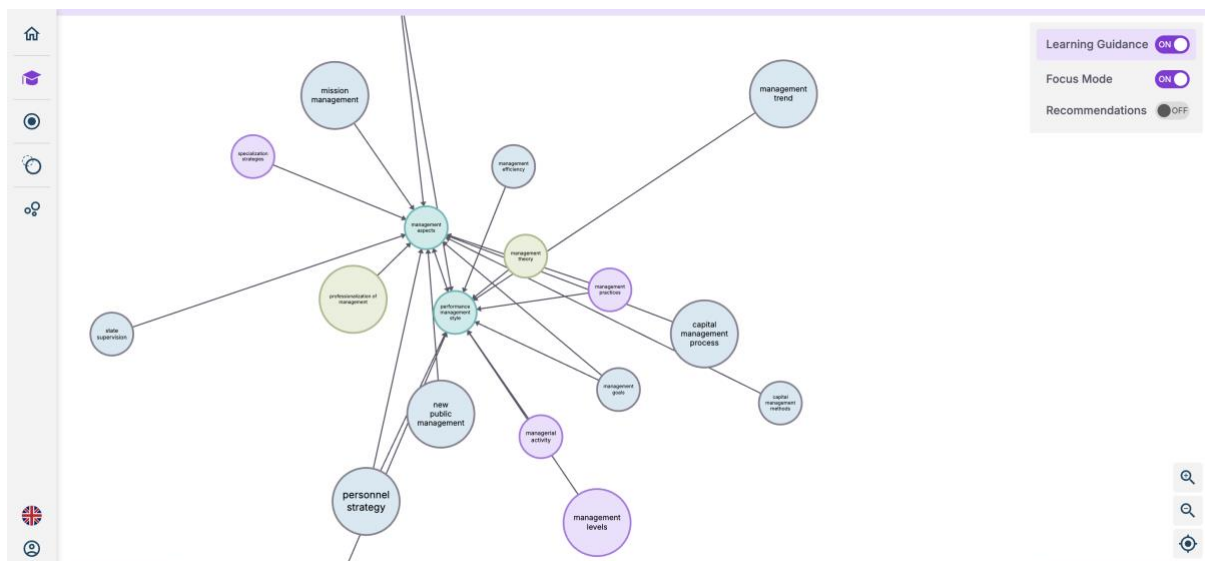 Learning Guidance
ON
Focus Mode
ON
Recommendations
OFF
mission
management
management
trend
specialization
strategies
management
efficiency
management
aspects
management
theory
professionalization of
management
management
practices
performance
management
style
state
supervision
capital
management
process
management
goals
capital
management
methods
new
public
management
managerial
activity
personnel
strategy
management
levels